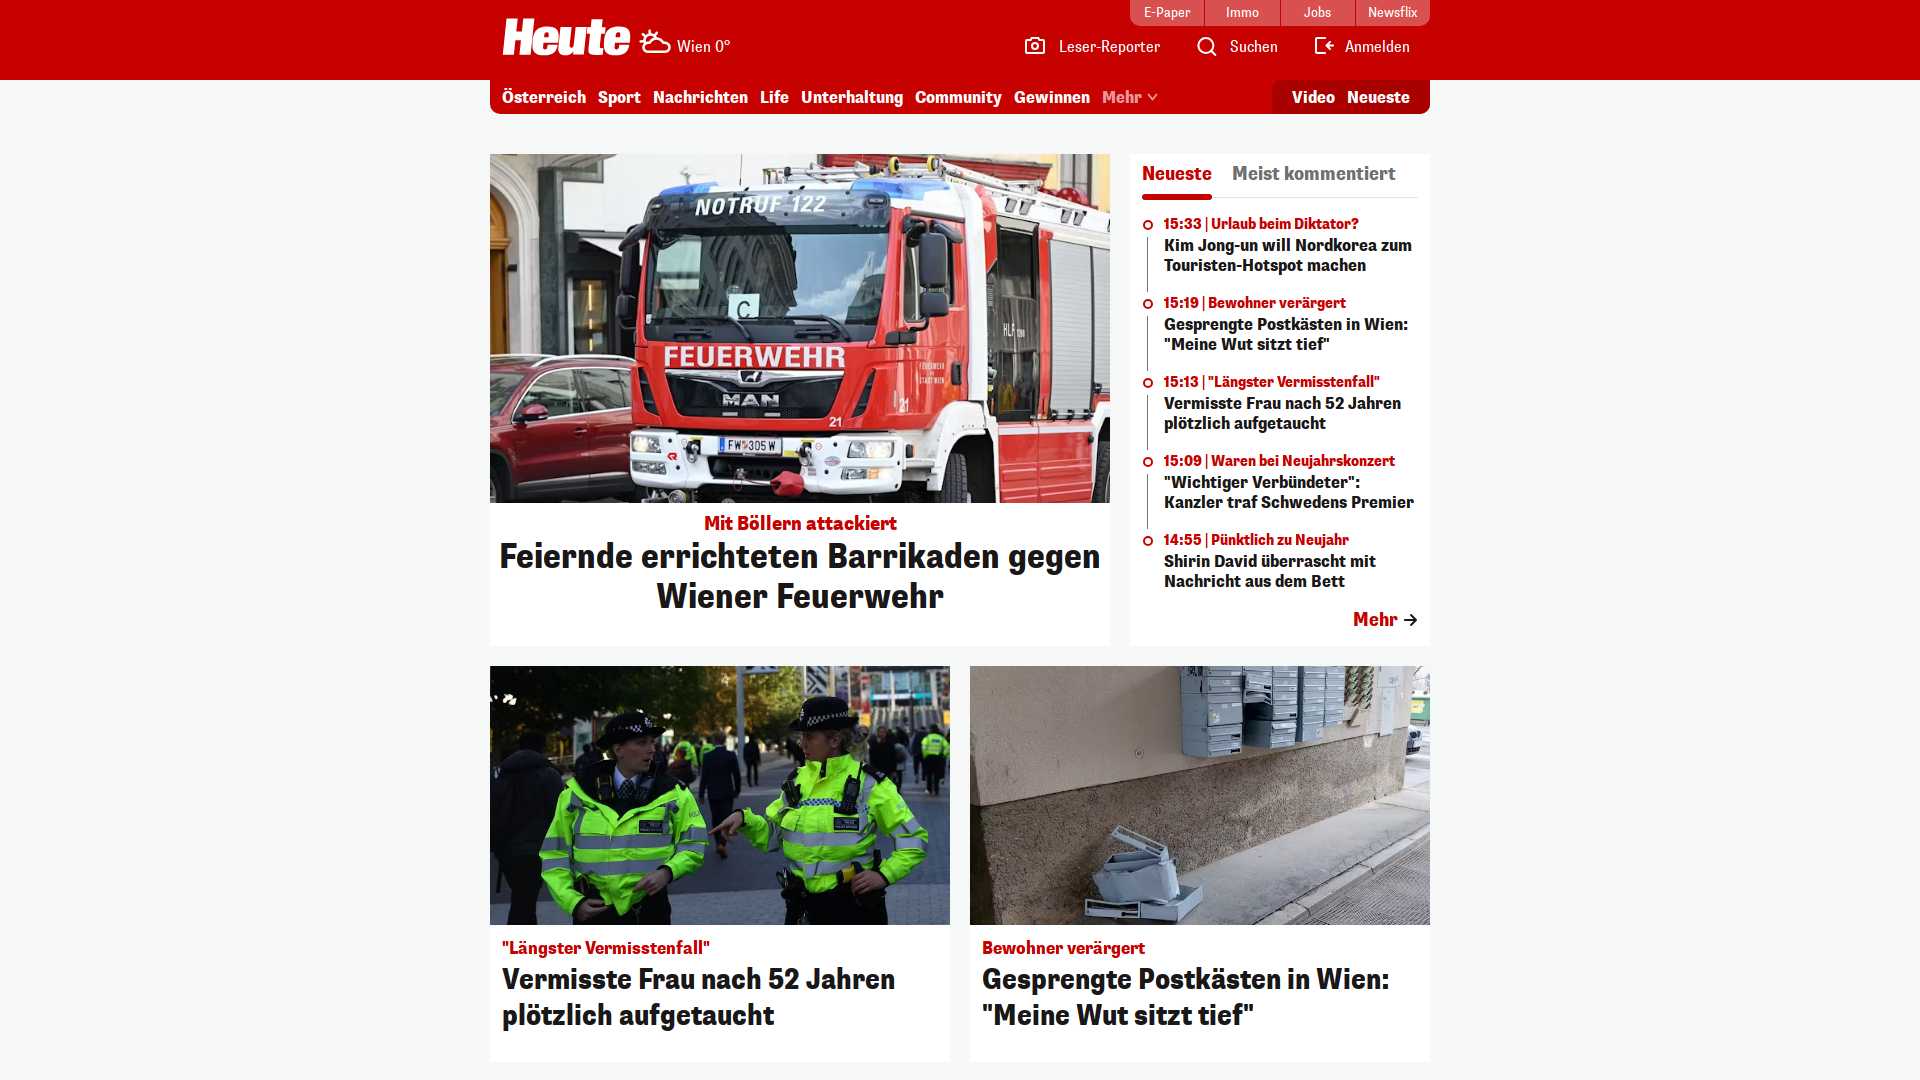 E-Paper
Immo
Jobs
Newsflix
Heute
Wien 0°
Leser-Reporter
Suchen
Anmelden
Österreich
Sport
Nachrichten
Life
Unterhaltung
Community
Gewinnen
Mehr
Video
Neueste
NOTRUF 122
C
FEUERWEHR
MAN
21
21
HLF
FEUERWEHR
STADT WIEN
FW 305 W
Mit Böllern attackiert
Feiernde errichteten Barrikaden gegen
Wiener Feuerwehr
Neueste
Meist kommentiert
15:33 | Urlaub beim Diktator?
Kim Jong-un will Nordkorea zum
Touristen-Hotspot machen
15:19 | Bewohner verärgert
Gesprengte Postkästen in Wien:
"Meine Wut sitzt tief"
15:13 | "Längster Vermisstenfall"
Vermisste Frau nach 52 Jahren
plötzlich aufgetaucht
15:09 | Waren bei Neujahrskonzert
"Wichtiger Verbündeter":
Kanzler traf Schwedens Premier
14:55 | Pünktlich zu Neujahr
Shirin David überrascht mit
Nachricht aus dem Bett
Mehr
"Längster Vermisstenfall"
Vermisste Frau nach 52 Jahren
plötzlich aufgetaucht
Bewohner verärgert
Gesprengte Postkästen in Wien:
"Meine Wut sitzt tief"